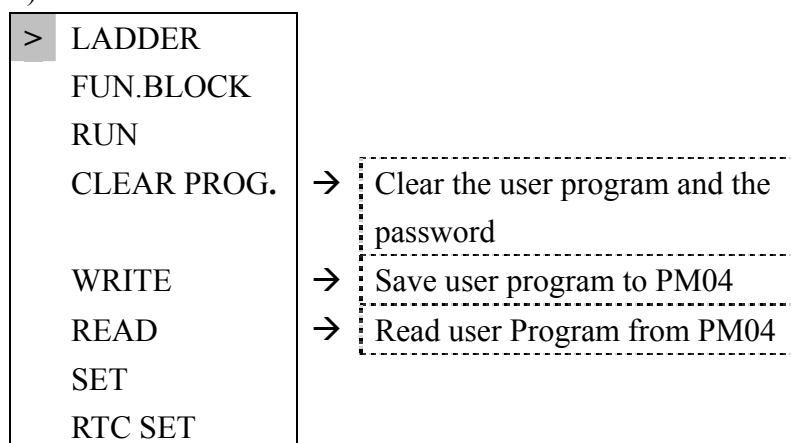 > LADDER
FUN.BLOCK
RUN
CLEAR PROG. → Clear the user program and the
password
WRITE → Save user program to PM04
READ → Read user Program from PM04
SET
RTC SET